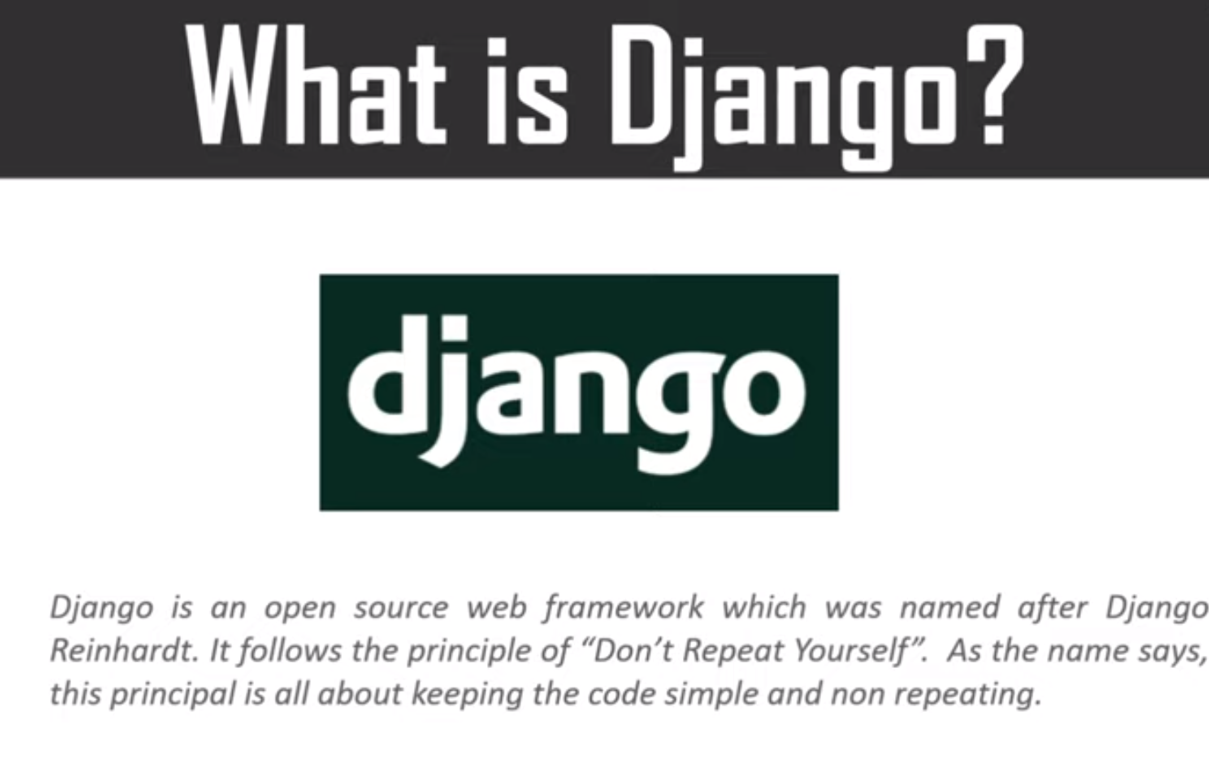 What is Django?
django
Django is an open source web framework which was named after Django
Reinhardt. It follows the principle of “Don’t Repeat Yourself”. As the name says,
this principal is all about keeping the code simple and non repeating.